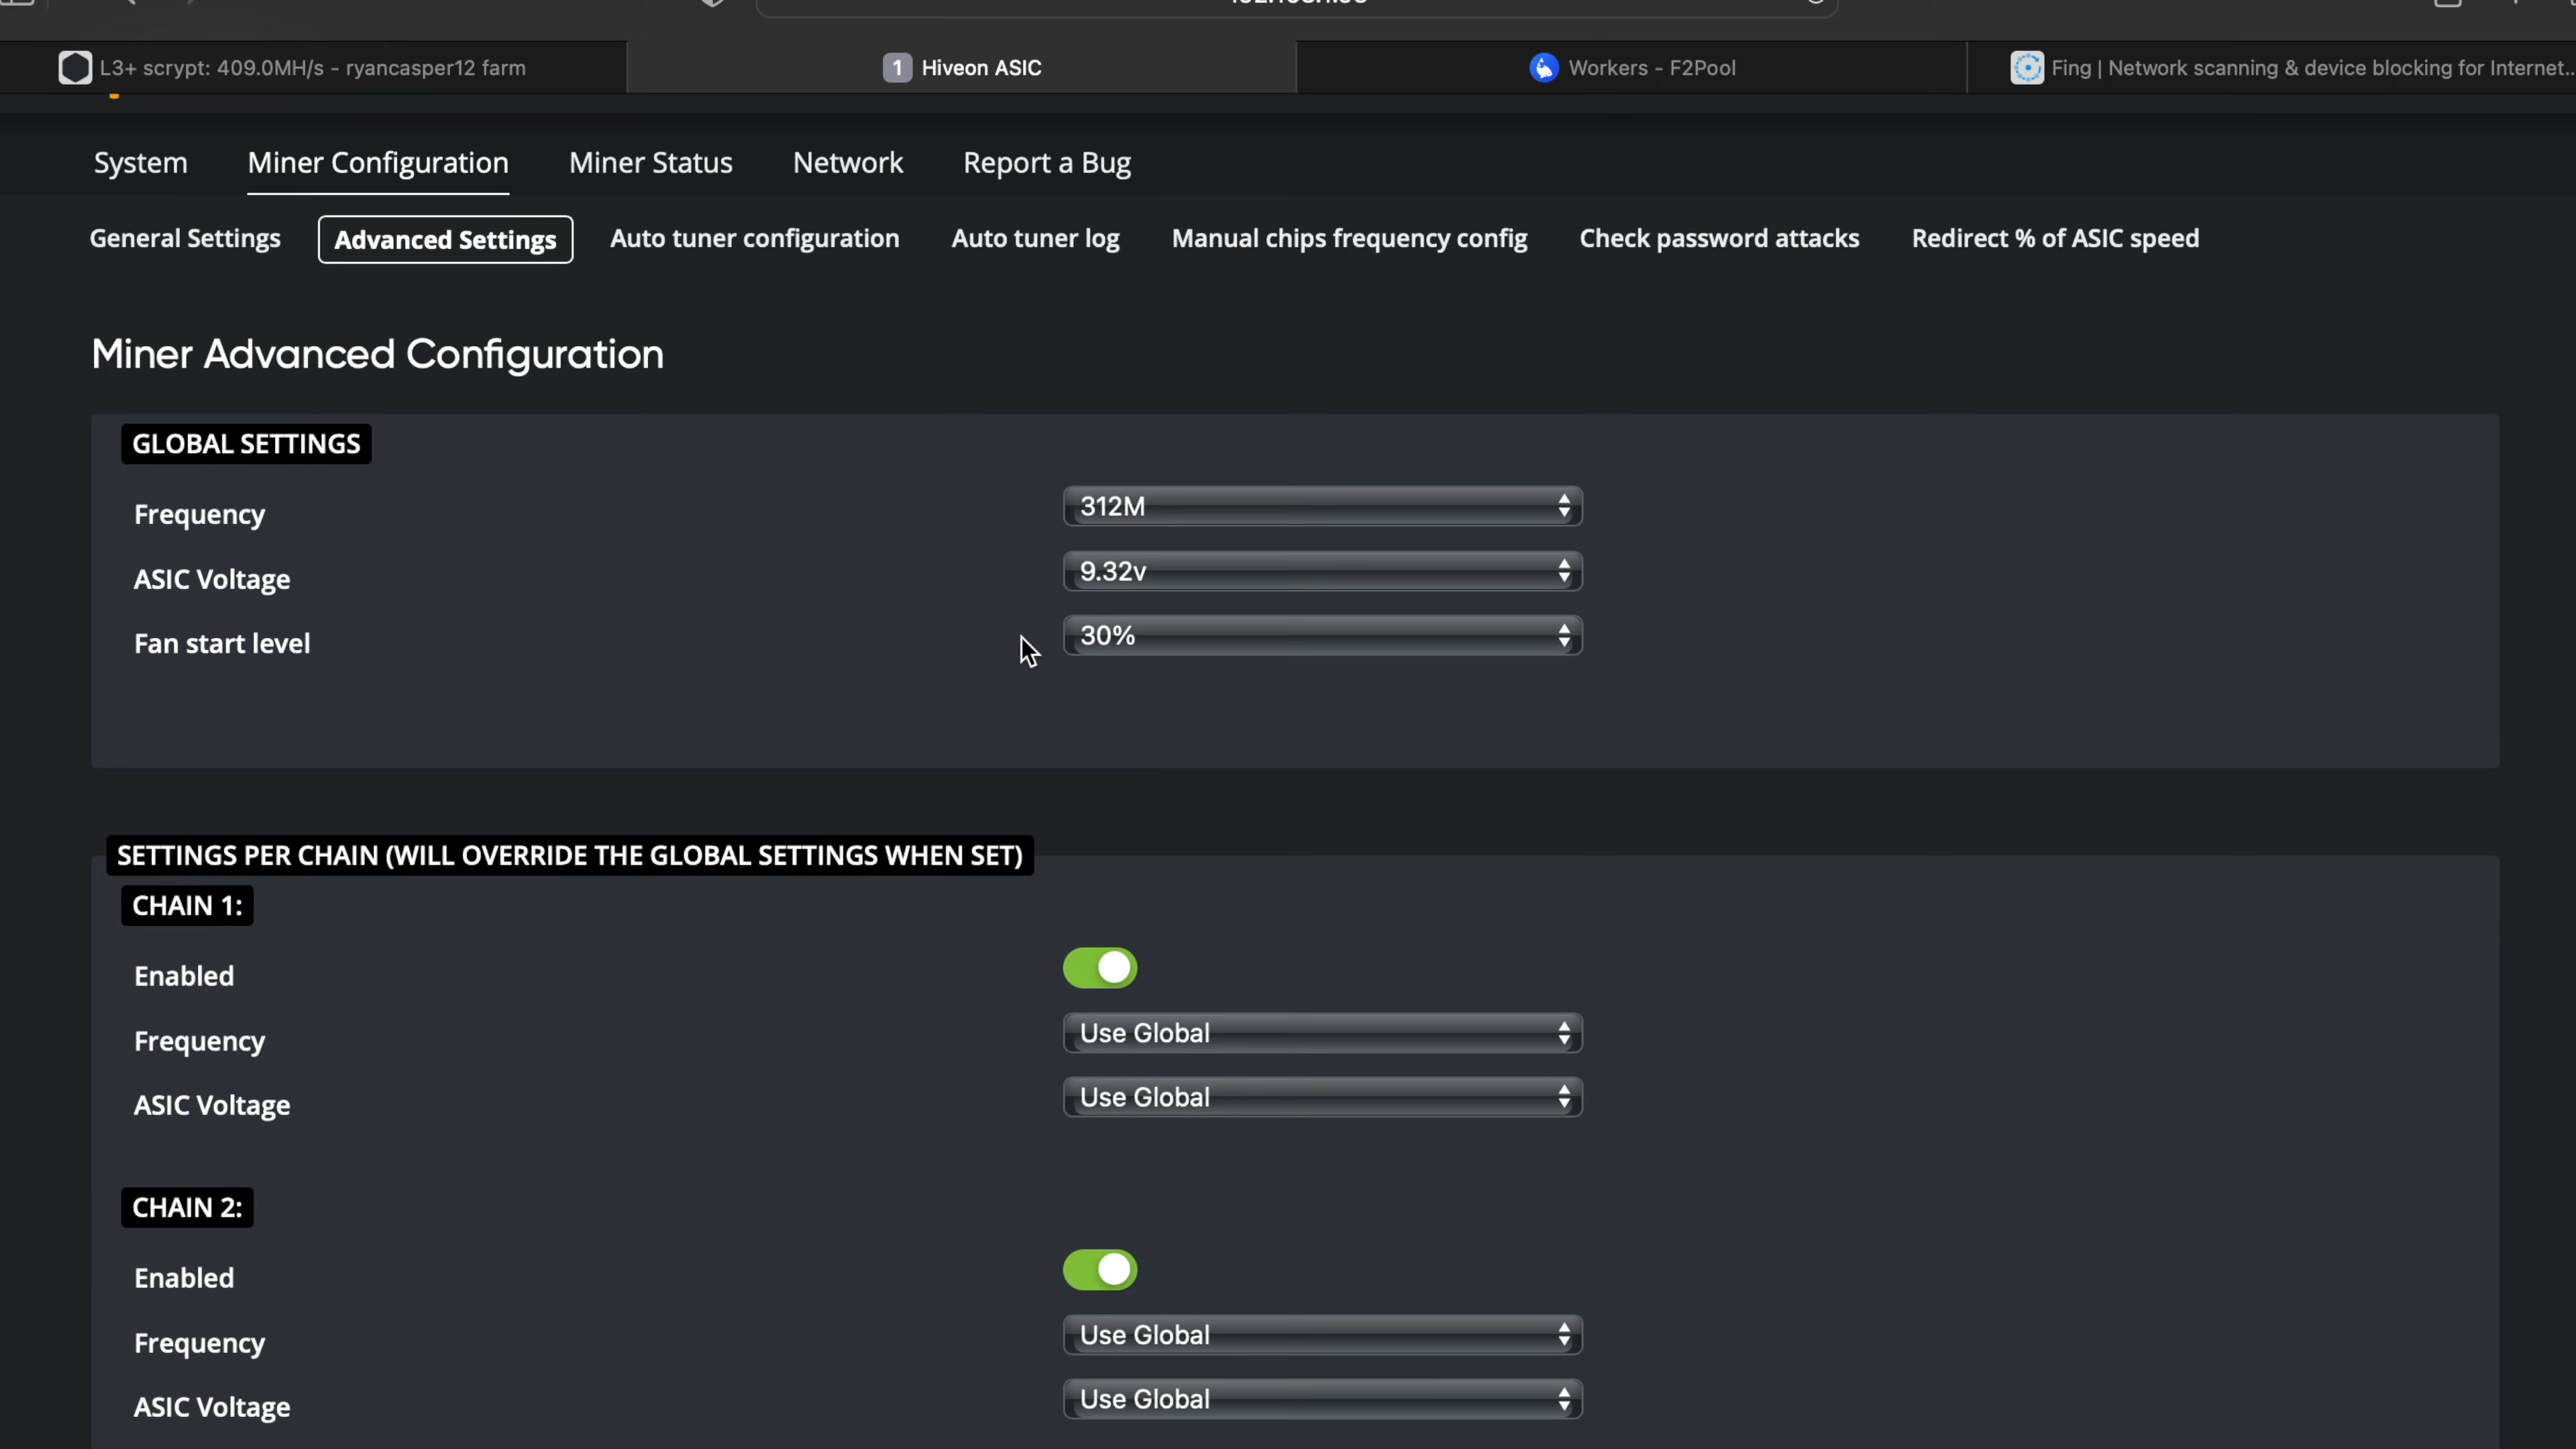 L3+ scrypt: 409.0MH/s - ryancasper12 farm
1 Hiveon ASIC
Workers - F2Pool
Fing | Network scanning & device blocking for Internet...
System Miner Configuration Miner Status Network Report a Bug
General Settings Advanced Settings Auto tuner configuration Auto tuner log Manual chips frequency config Check password attacks Redirect % of ASIC speed
Miner Advanced Configuration
GLOBAL SETTINGS
Frequency 312M
ASIC Voltage 9.32v
Fan start level 30%
SETTINGS PER CHAIN (WILL OVERRIDE THE GLOBAL SETTINGS WHEN SET)
CHAIN 1:
Enabled
Frequency Use Global
ASIC Voltage Use Global
CHAIN 2:
Enabled
Frequency Use Global
ASIC Voltage Use Global